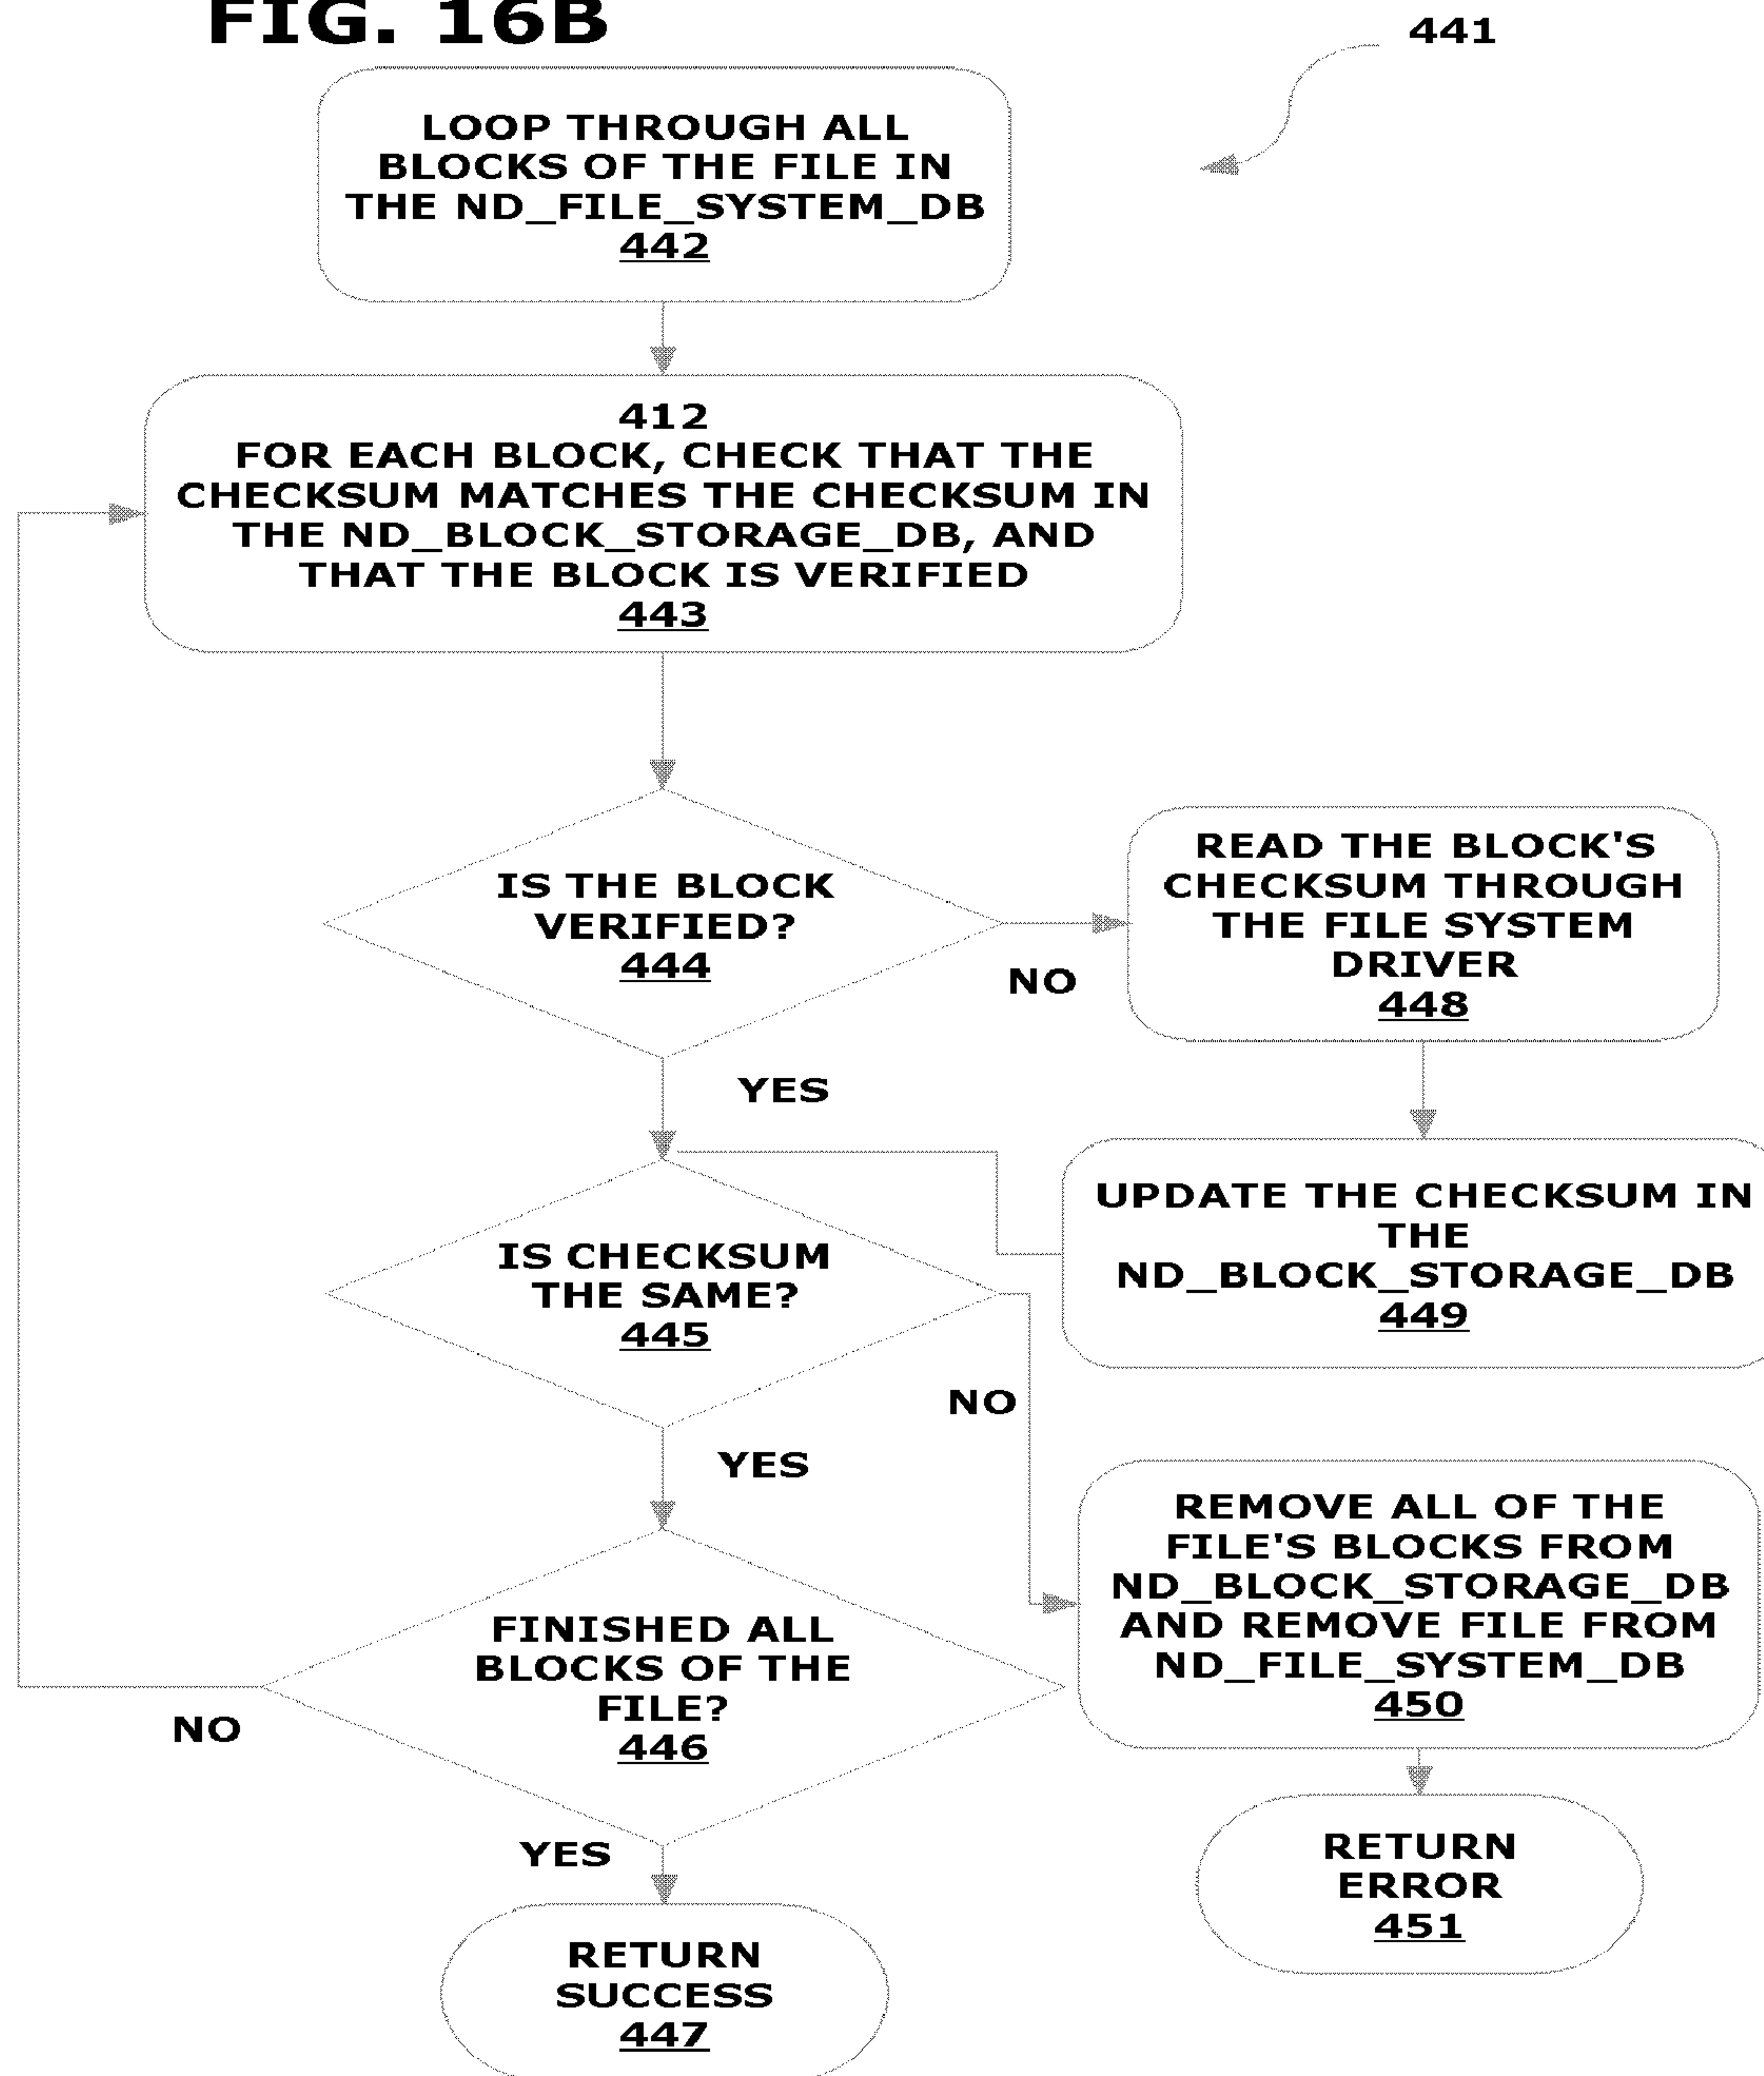 FIG. 16B
441
LOOP THROUGH ALL
BLOCKS OF THE FILE IN
THE ND_FILE_SYSTEM_DB
442
412
FOR EACH BLOCK, CHECK THAT THE
CHECKSUM MATCHES THE CHECKSUM IN
THE ND_BLOCK_STORAGE_DB, AND
THAT THE BLOCK IS VERIFIED
443
IS THE BLOCK
VERIFIED?
444
NO
YES
READ THE BLOCK'S
CHECKSUM THROUGH
THE FILE SYSTEM
DRIVER
448
UPDATE THE CHECKSUM IN
THE
ND_BLOCK_STORAGE_DB
449
IS CHECKSUM
THE SAME?
445
NO
YES
REMOVE ALL OF THE
FILE'S BLOCKS FROM
ND_BLOCK_STORAGE_DB
AND REMOVE FILE FROM
ND_FILE_SYSTEM_DB
450
FINISHED ALL
BLOCKS OF THE
FILE?
446
NO
YES
RETURN
ERROR
451
RETURN
SUCCESS
447